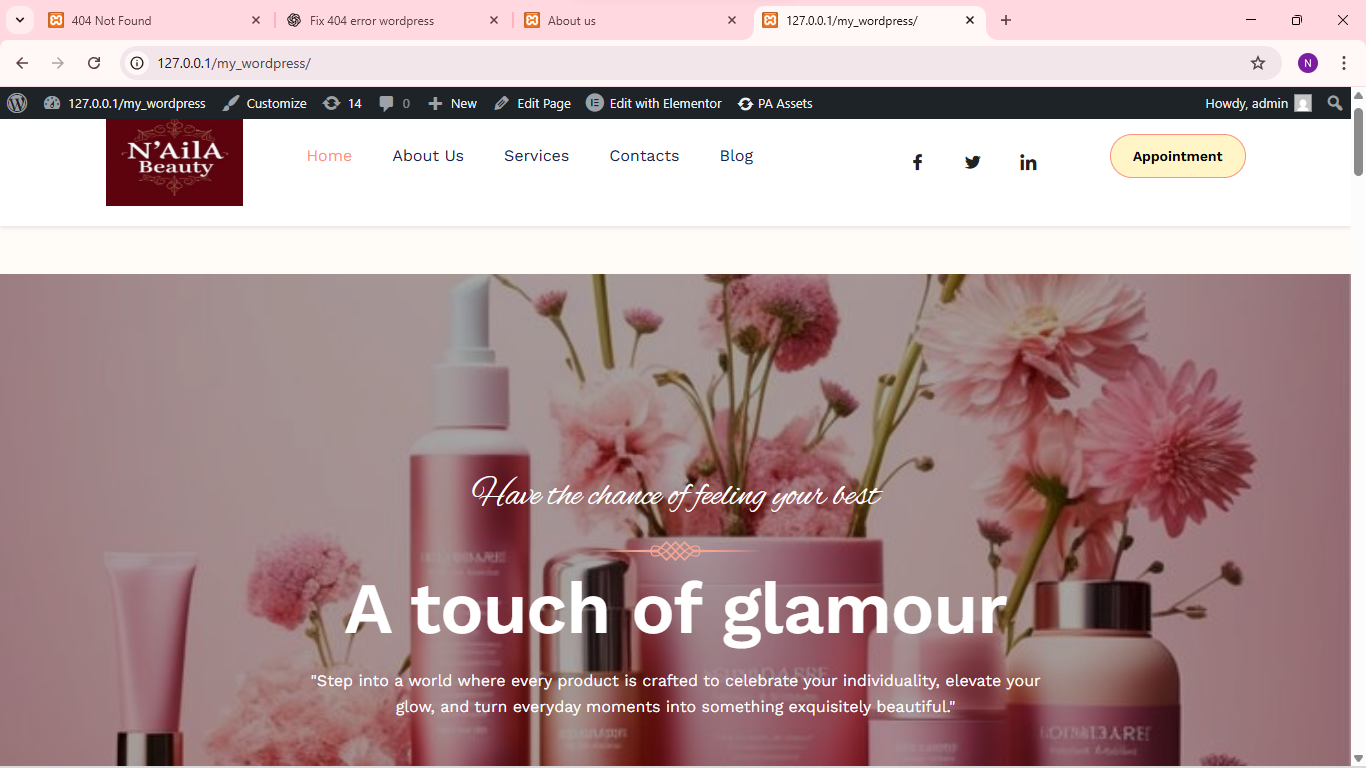 404 Not Found
Fix 404 error wordpress
About us
127.0.0.1/my_wordpress/
127.0.0.1/my_wordpress/
N
127.0.0.1/my_wordpress
Customize
14
0
New
Edit Page
Edit with Elementor
PA Assets
Howdy, admin
N'AilA
Beauty
Home
About Us
Services
Contacts
Blog
Appointment
Have the chance of feeling your best
A touch of glamour
"Step into a world where every product is crafted to celebrate your individuality, elevate your
glow, and turn everyday moments into something exquisitely beautiful."